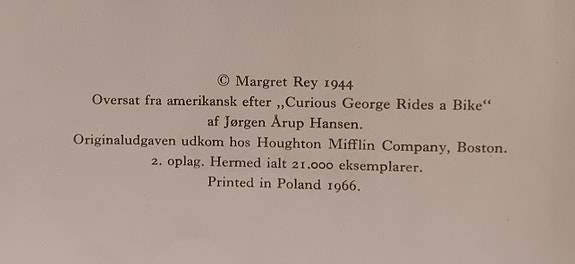 © Margret Rey 1944
Oversat fra amerikansk efter „Curious George Rides a Bike“
af Jørgen Årup Hansen.
Originaludgaven udkom hos Houghton Mifflin Company, Boston.
2. oplag. Hermed ialt 21.000 eksemplarer.
Printed in Poland 1966.